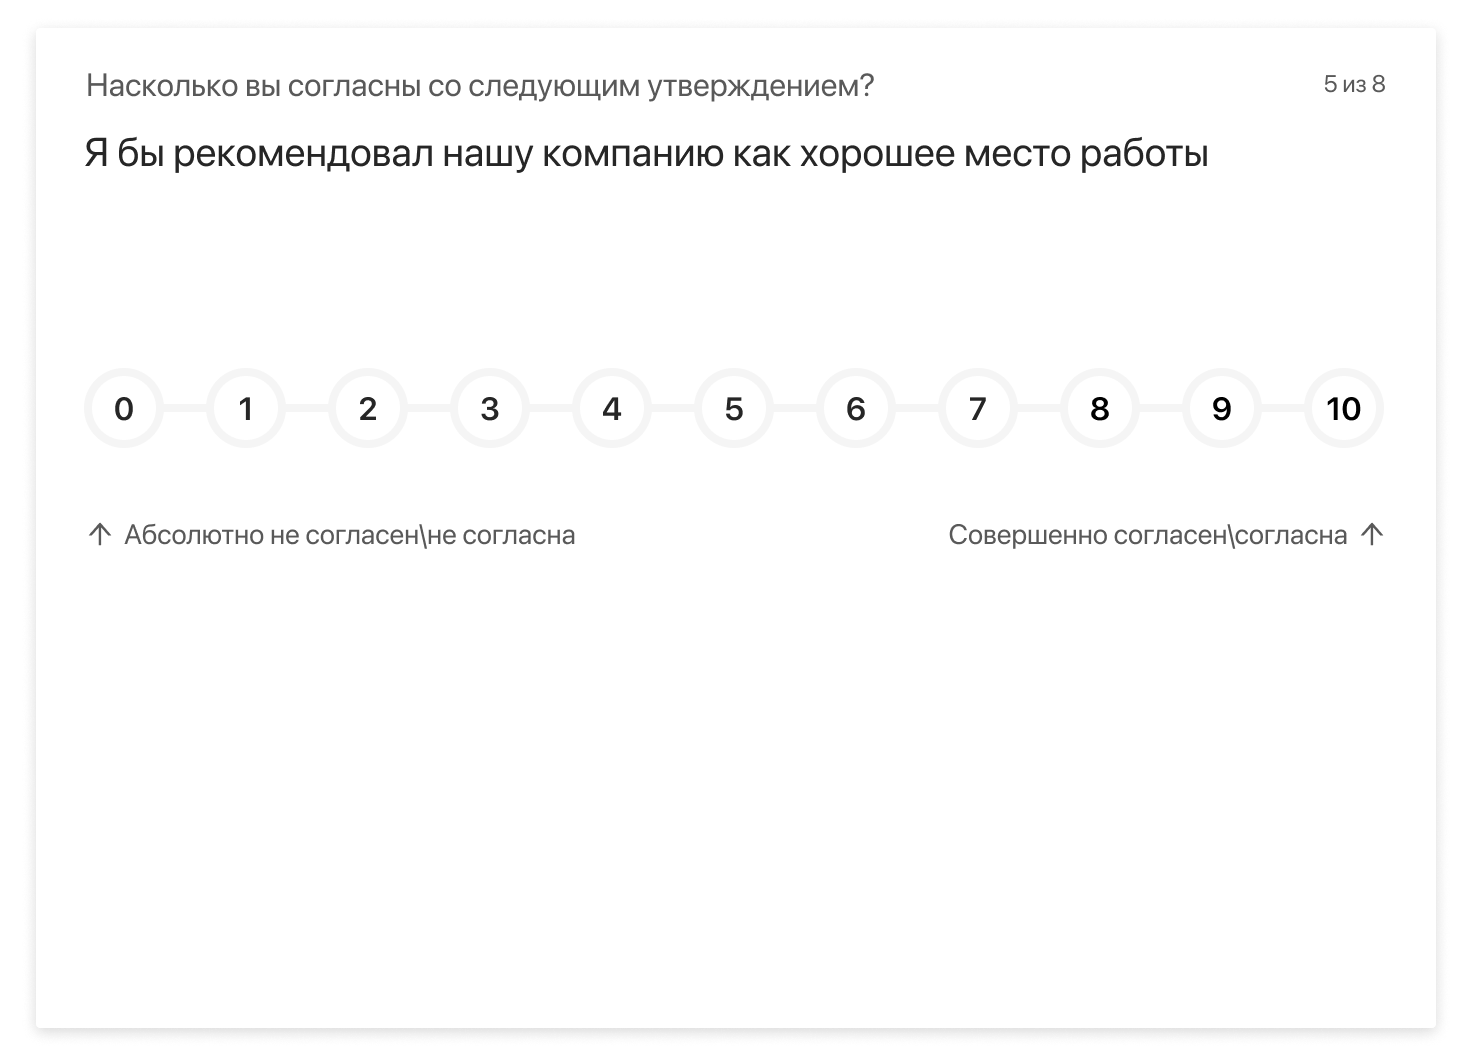 Насколько вы согласны со следующим утверждением?
5 из 8
Я бы рекомендовал нашу компанию как хорошее место работы
0 1 2 3 4 5 6 7 8 9 10
↑ Абсолютно не согласен\не согласна
Совершенно согласен\согласна ↑